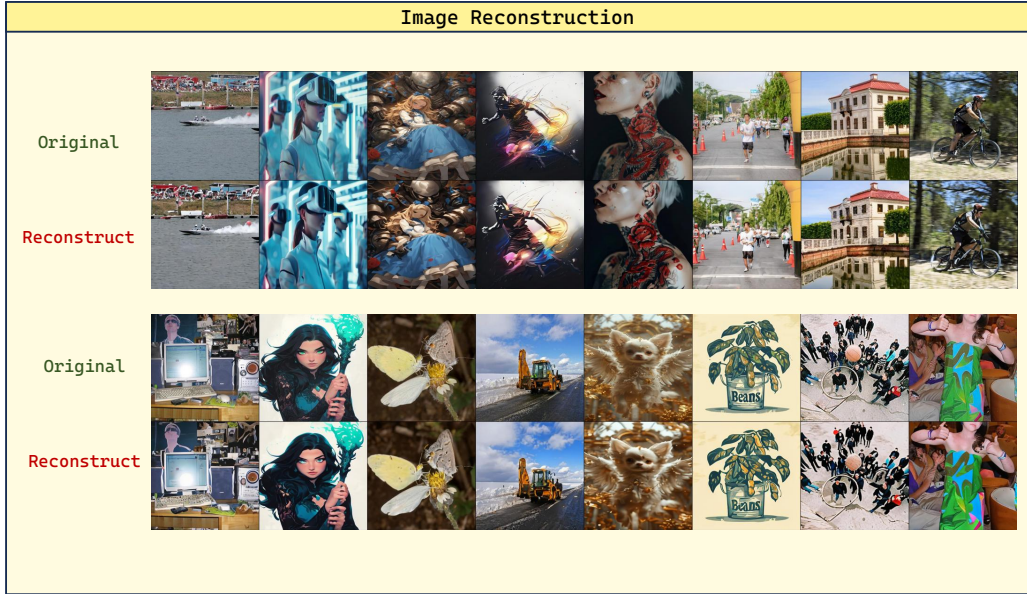 Image Reconstruction
Original
Reconstruct
Original
Beans
Reconstruct
Beans